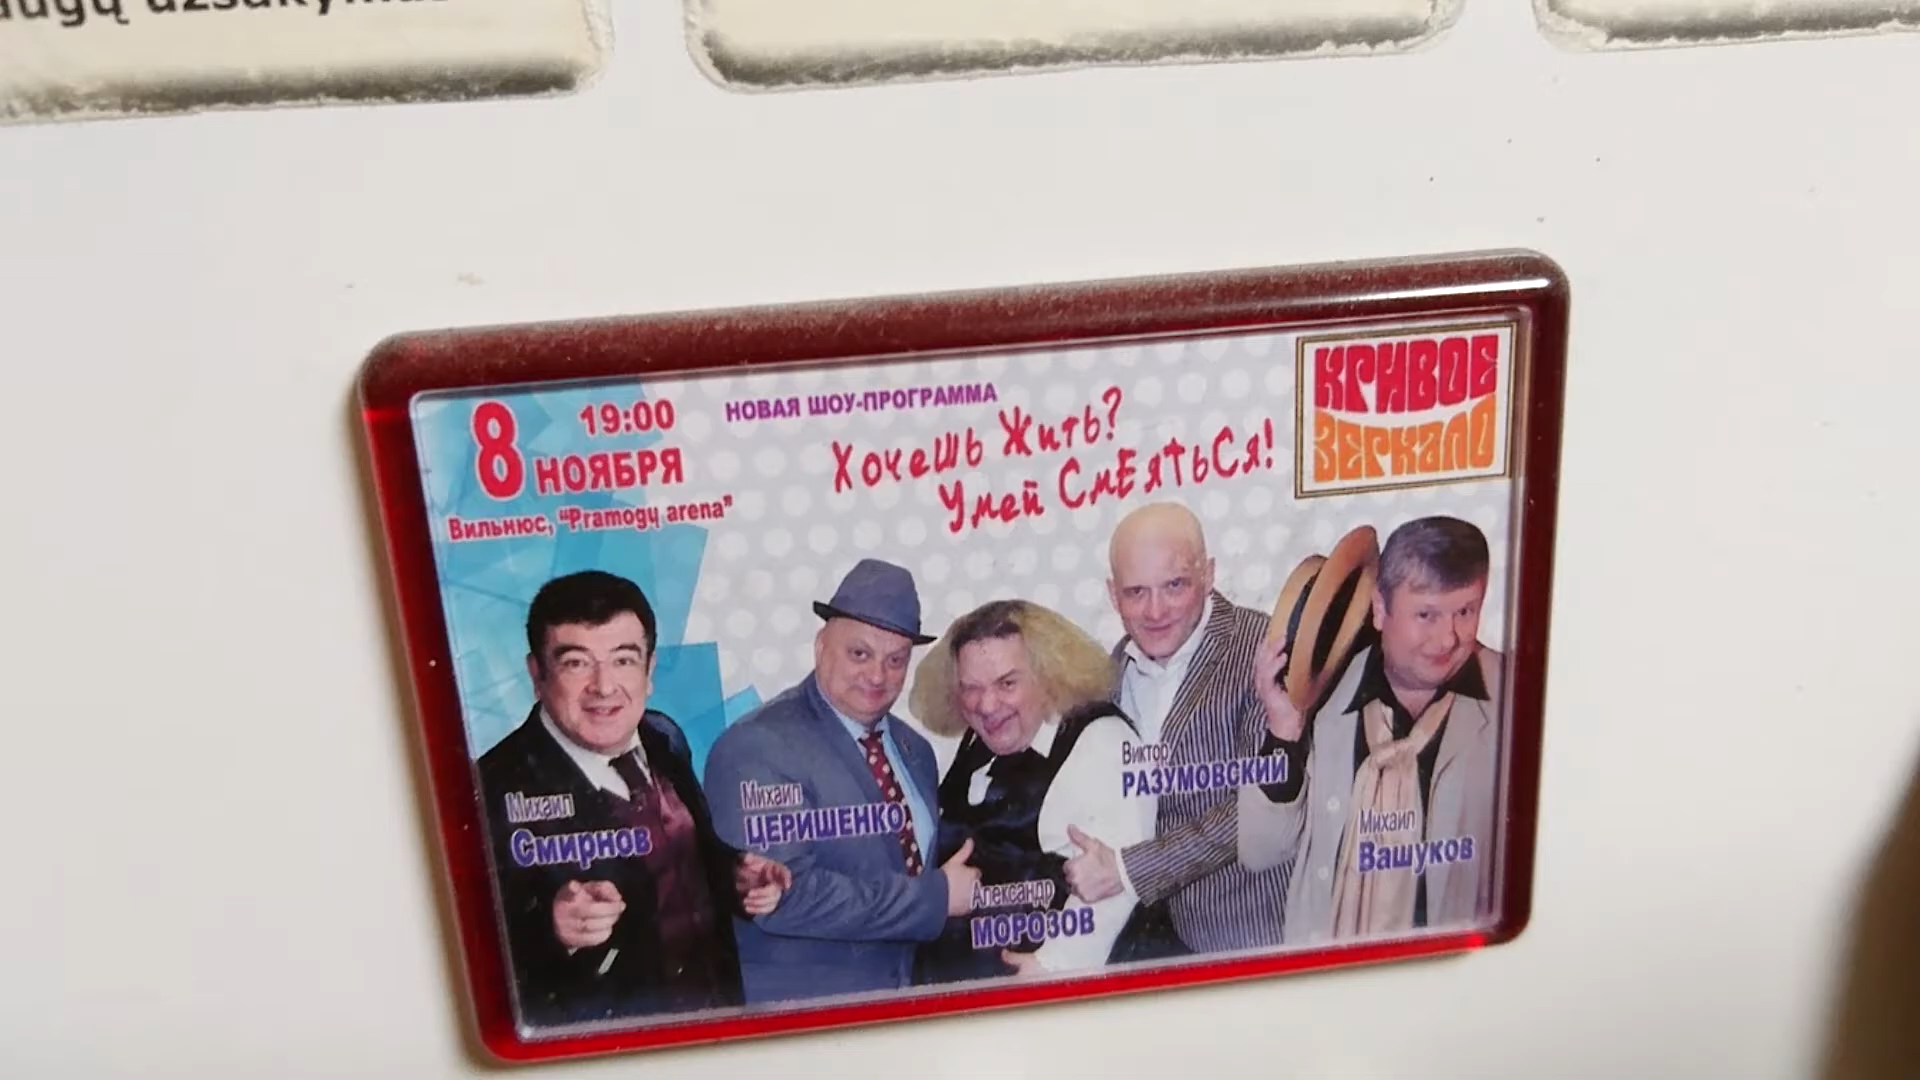 užsakymas
8
19:00
НОЯБРЯ
Вильнюс, "Pramogų arena"
НОВАЯ ШОУ-ПРОГРАММА
Хочешь Жить?
Умей СмЕяТЬСя!
КРИВОЕ
ЗЕРКАЛО
Михаил
Смирнов
Михаил
ЦЕРИШЕНКО
Александр
МОРОЗОВ
Виктор
РАЗУМОВСКИЙ
Михаил
Вашуков